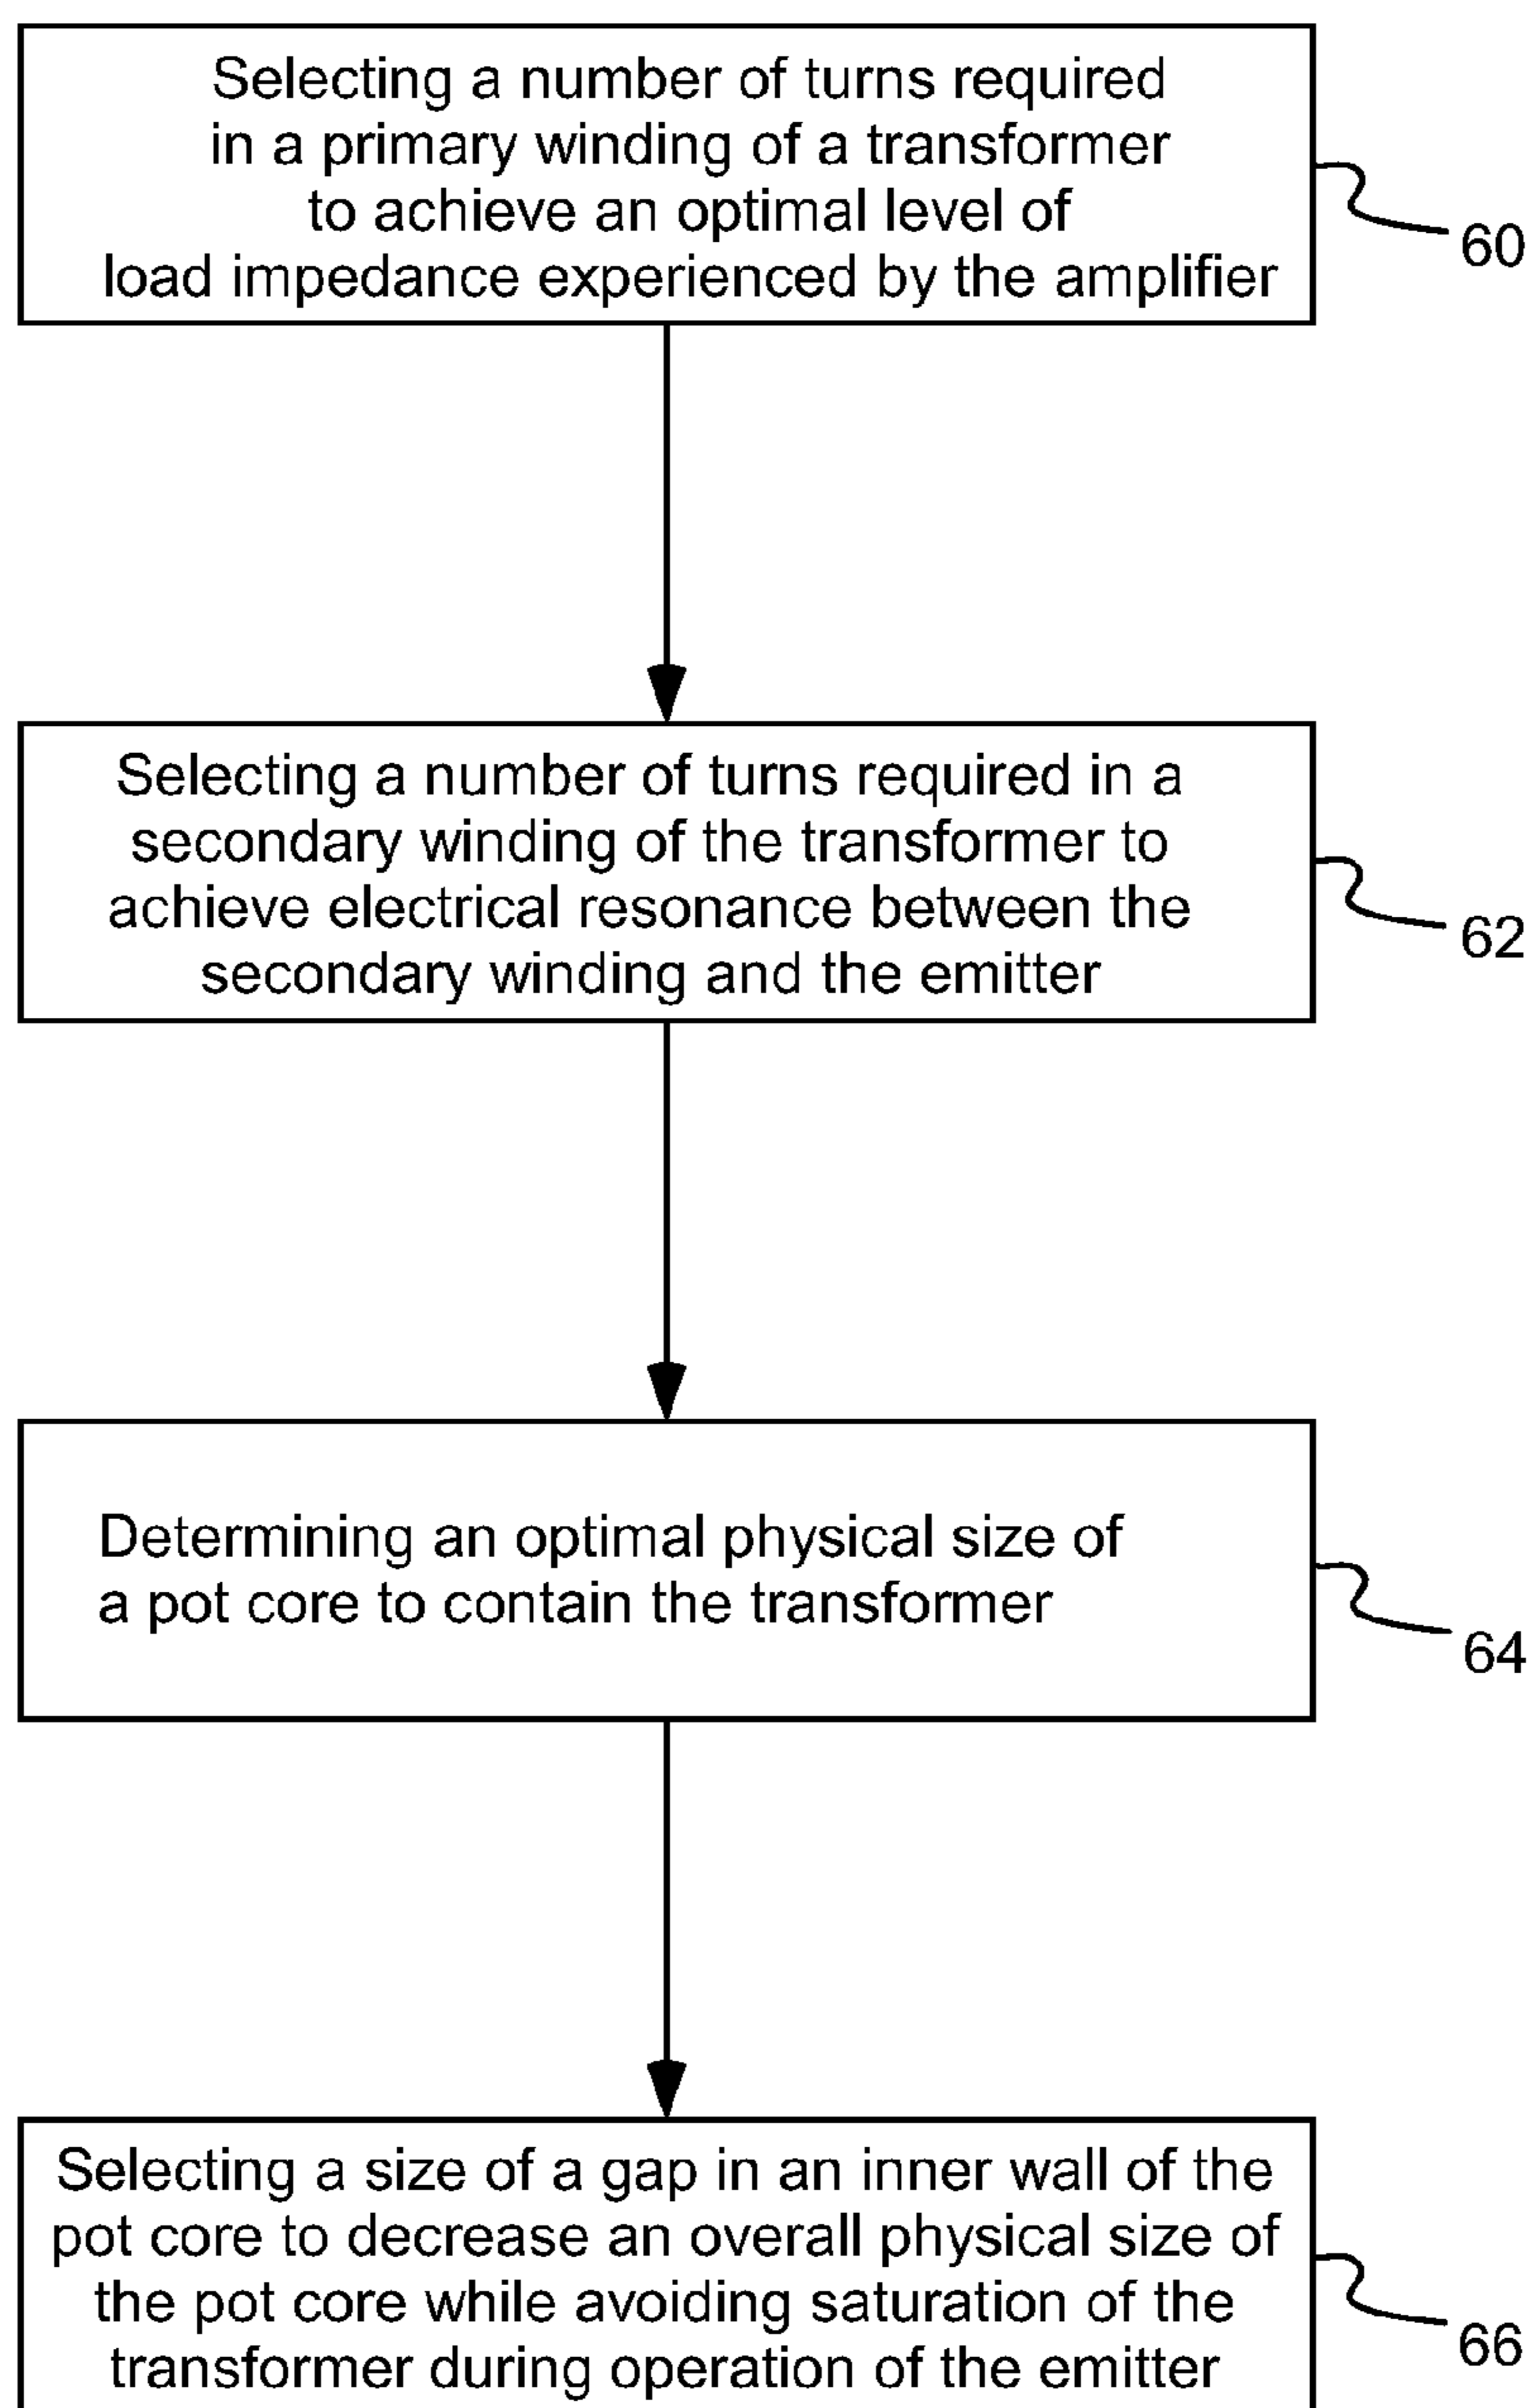 Selecting a number of turns required
in a primary winding of a transformer
to achieve an optimal level of
load impedance experienced by the amplifier
60
Selecting a number of turns required in a
secondary winding of the transformer to
achieve electrical resonance between the
secondary winding and the emitter
62
Determining an optimal physical size of
a pot core to contain the transformer
64
Selecting a size of a gap in an inner wall of the
pot core to decrease an overall physical size of
the pot core while avoiding saturation of the
transformer during operation of the emitter
66